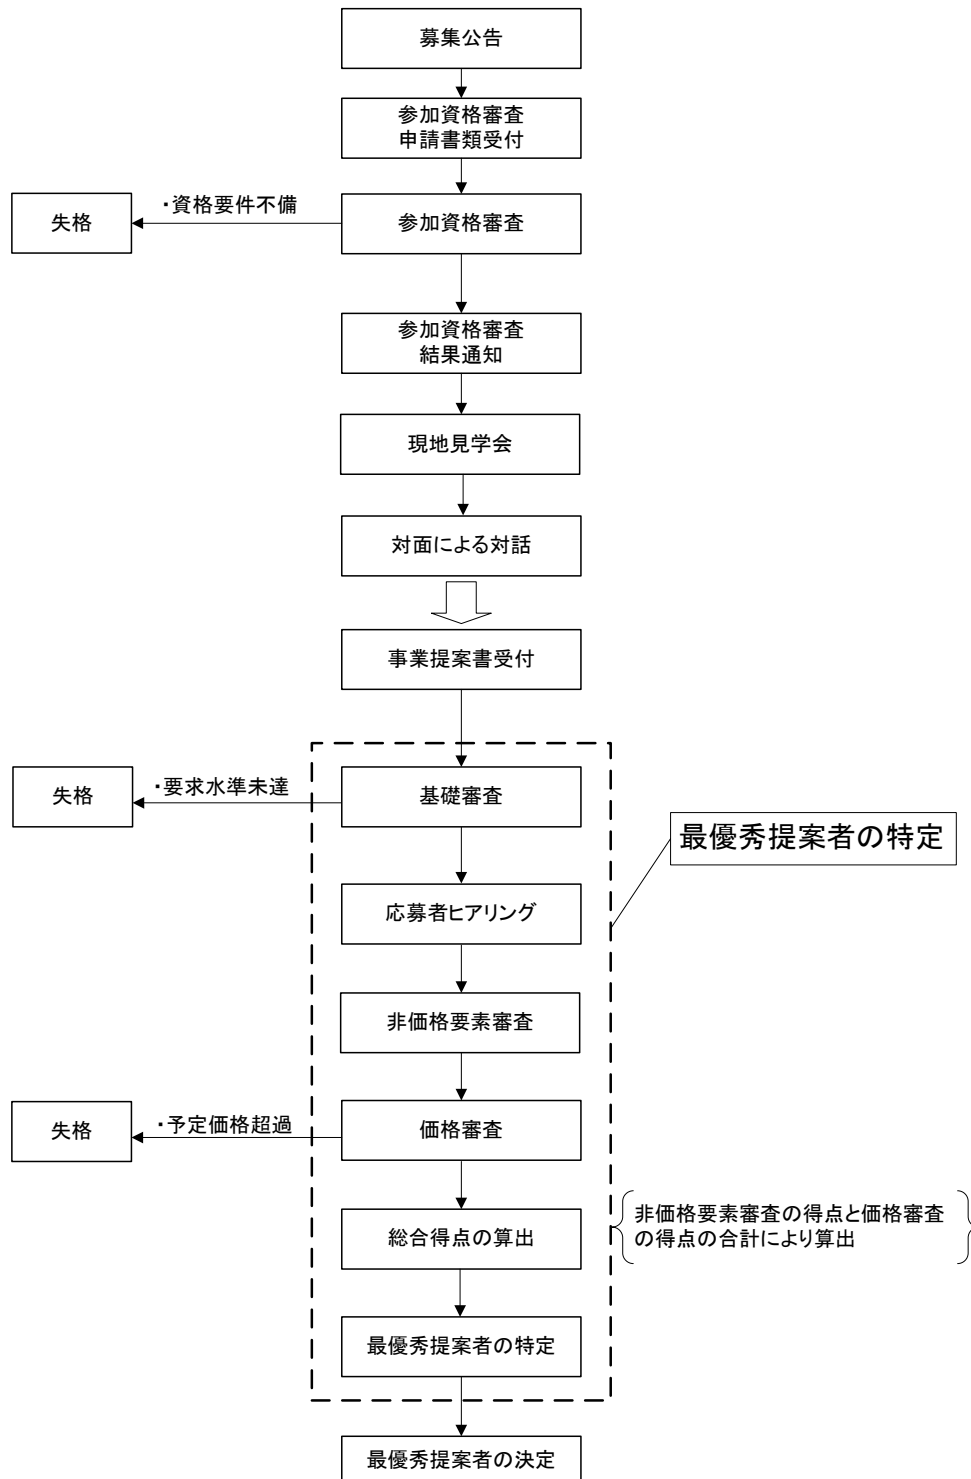 募集公告
参加資格審査
申請書類受付
失格
・資格要件不備
参加資格審査
参加資格審査
結果通知
現地見学会
対面による対話
事業提案書受付
失格
・要求水準未達
基礎審査
最優秀提案者の特定
応募者ヒアリング
非価格要素審査
失格
・予定価格超過
価格審査
総合得点の算出
非価格要素審査の得点と価格審査
の得点の合計により算出
最優秀提案者の特定
最優秀提案者の決定